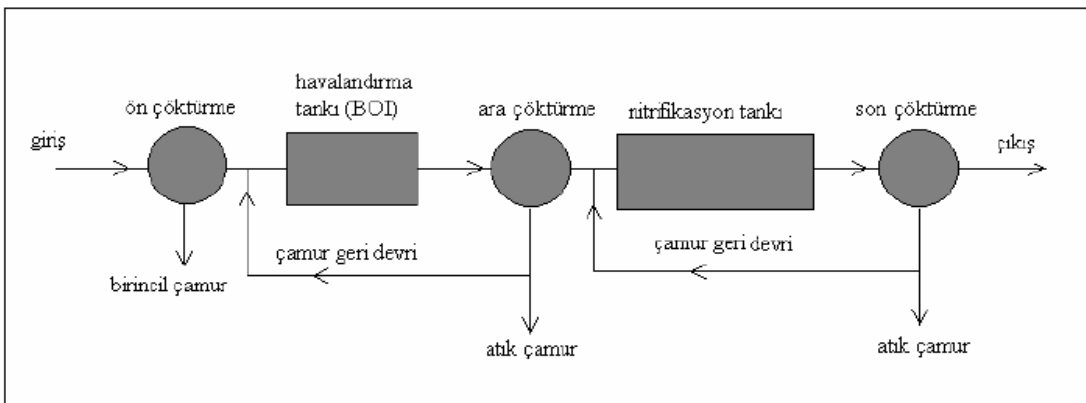 giriş
ön çöktürme
havalandırma
tankı (BOI)
ara çöktürme
nitrifikasyon tankı
son çöktürme
çıkış
birincil çamur
çamur geri devri
atık çamur
çamur geri devri
atık çamur